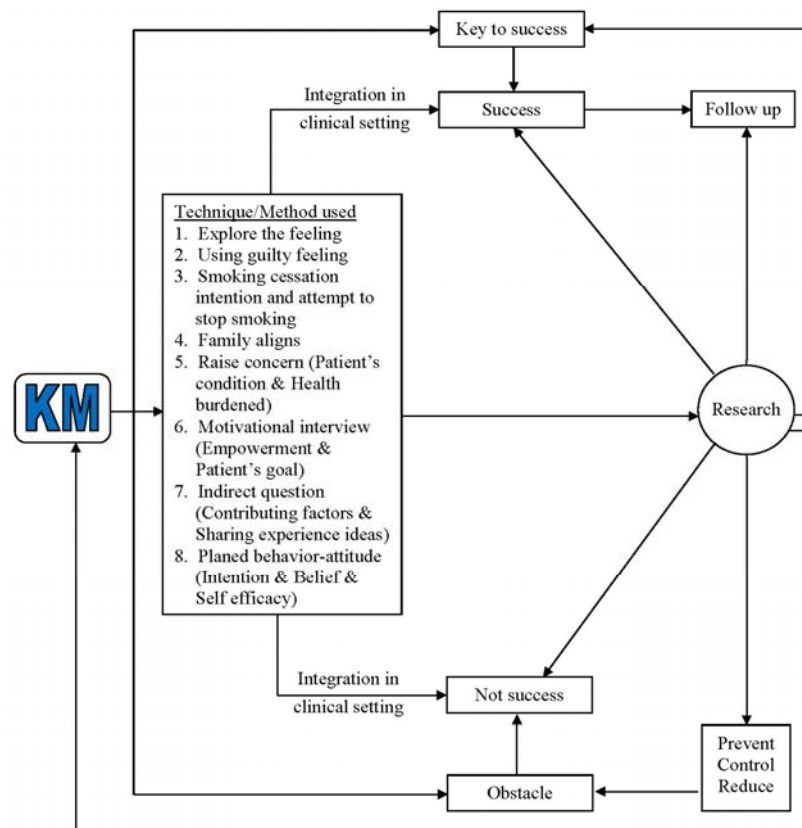 Key to success
Integration in
clinical setting
Success
Follow up
Technique/Method used
1. Explore the feeling
2. Using guilty feeling
3. Smoking cessation
intention and attempt to
stop smoking
4. Family aligns
5. Raise concern (Patient's
condition & Health
burdened)
6. Motivational interview
(Empowerment &
Patient's goal)
7. Indirect question
(Contributing factors &
Sharing experience ideas)
8. Planed behavior-attitude
(Intention & Belief &
Self efficacy)
KM
Research
Integration in
clinical setting
Not success
Prevent
Control
Reduce
Obstacle